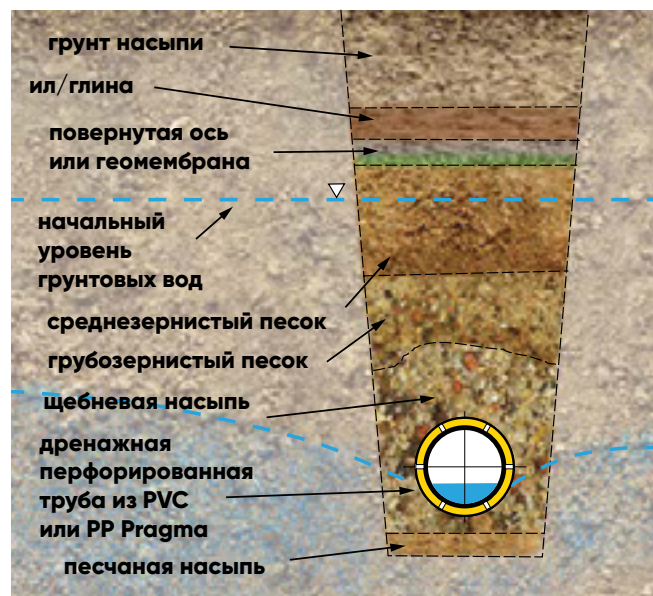 грунт насыпи
ил/глина
повернутая ось
или геомембрана
начальный
уровень
грунтовых вод
среднезернистый песок
грубозернистый песок
щебневая насыпь
дренажная
перфорированная
труба из PVC
или PP Pragma
песчаная насыпь